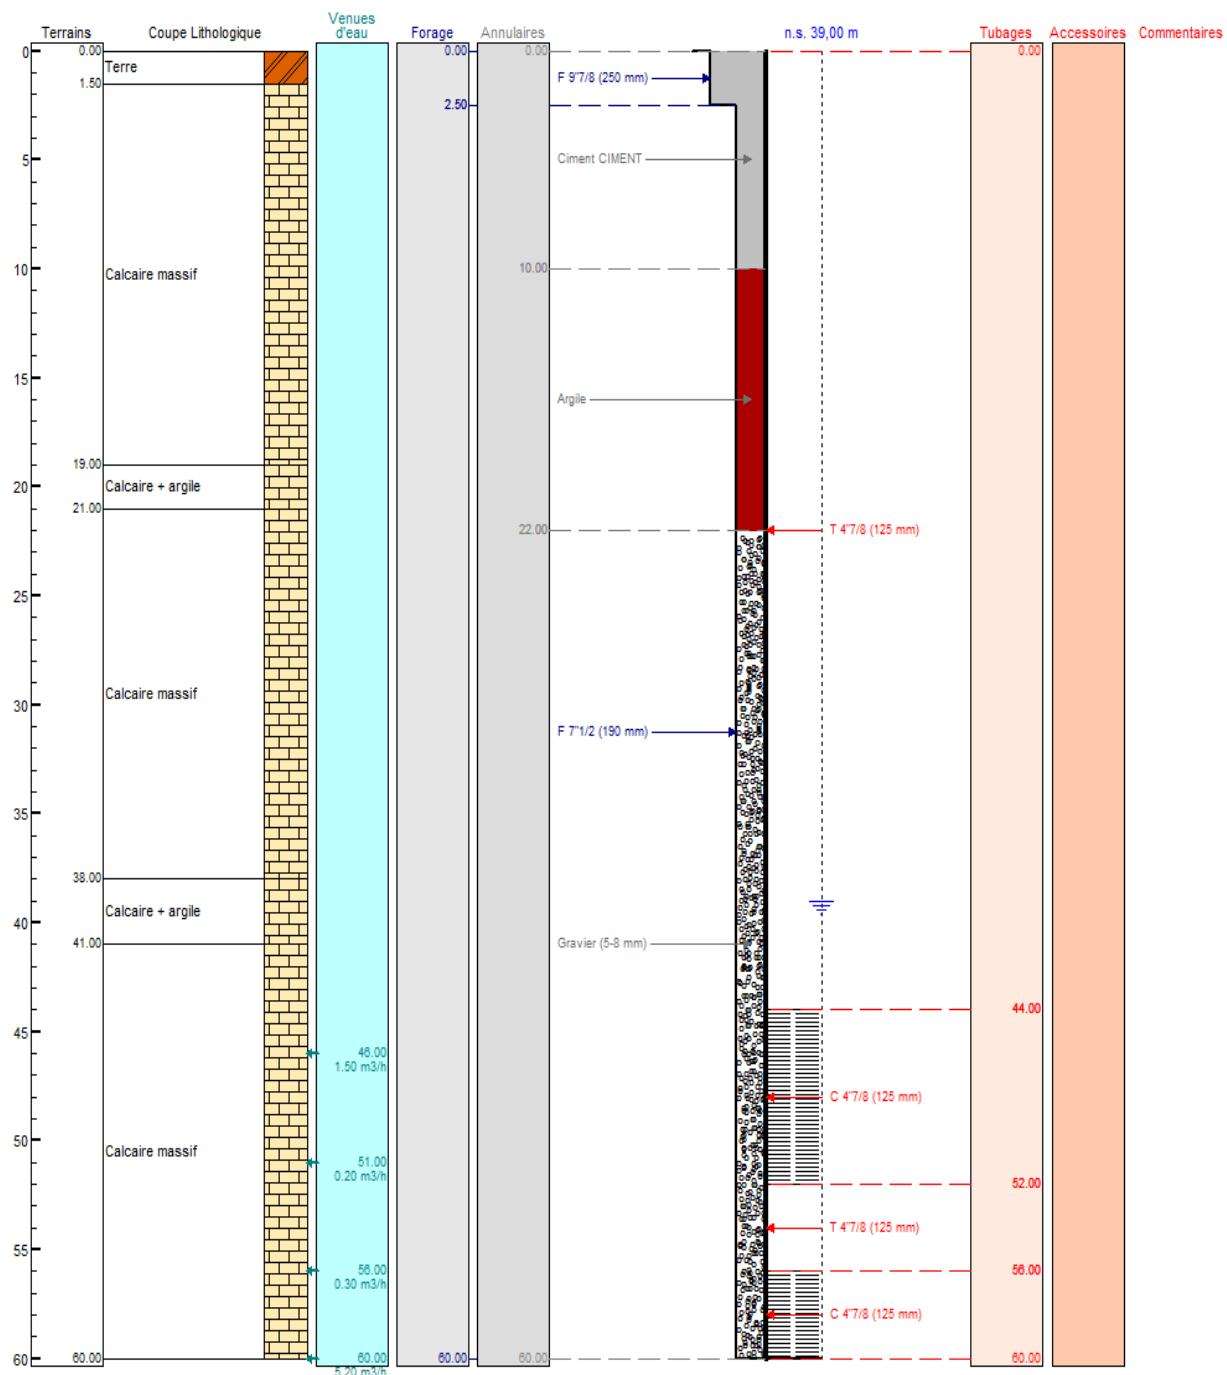 Terrains
Coupe Lithologique
Venues
d'eau
Forage
Annulaires
n.s. 39,00 m
Tubages
Accessoires
Commentaires
0
0.00
0.00
0.00
0.00
Terre
F 9"7/8 (250 mm)
1.50
2.50
5
Ciment CIMENT
10
Calcaire massif
10.00
15
Argile
19.00
20
Calcaire + argile
21.00
22.00
T 4"7/8 (125 mm)
25
30
Calcaire massif
F 7"1/2 (190 mm)
35
38.00
40
Calcaire + argile
41.00
Gravier (5-8 mm)
44.00
45
46.00
1.50 m3/h
C 4"7/8 (125 mm)
50
Calcaire massif
51.00
0.20 m3/h
52.00
T 4"7/8 (125 mm)
55
56.00
0.30 m3/h
56.00
C 4"7/8 (125 mm)
60
60.00
60.00
5.20 m3/h
60.00
60.00
60.00